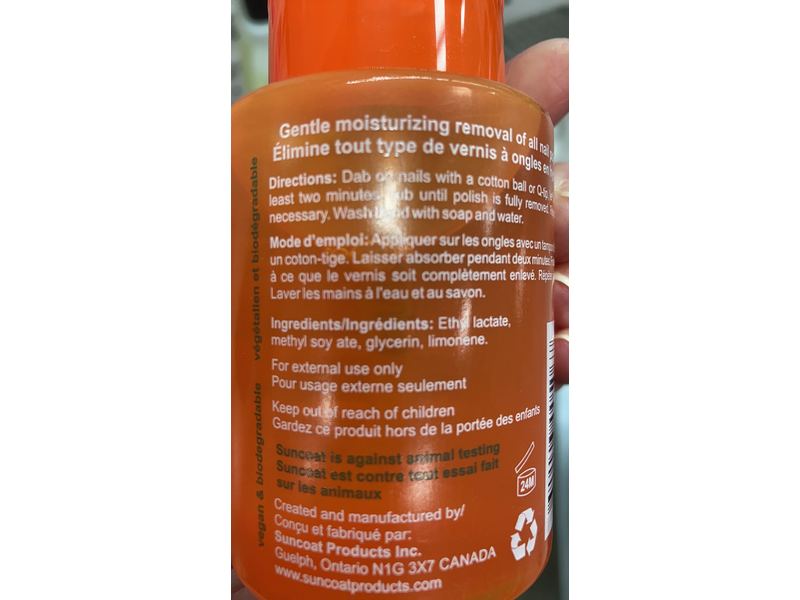 Gentle moisturizing removal of all nail
Élimine tout type de vernis à ongles en
Directions: Dab on nails with a cotton ball or Q-tip,
least two minutes, rub until polish is fully removed.
necessary. Wash hand with soap and water.
Mode d'emploi: Appliquer sur les ongles avec un
un coton-tige. Laisser absorber pendant deux minutes.
à ce que le vernis soit complètement enlevé.
Laver les mains à l'eau et au savon.
Ingredients/Ingrédients: Ethyl lactate,
methyl soy ate, glycerin, limonene.
For external use only
Pour usage externe seulement
Keep out of reach of children
Gardez ce produit hors de la portée des enfants
Suncoat is against animal testing
Suncoat est contre tout essai fait
sur les animaux
24M
Created and manufactured by/
Conçu et fabriqué par:
Suncoat Products Inc.
Guelph, Ontario N1G 3X7 CANADA
www.suncoatproducts.com
vegan & biodegradable végétalien et biodégradable